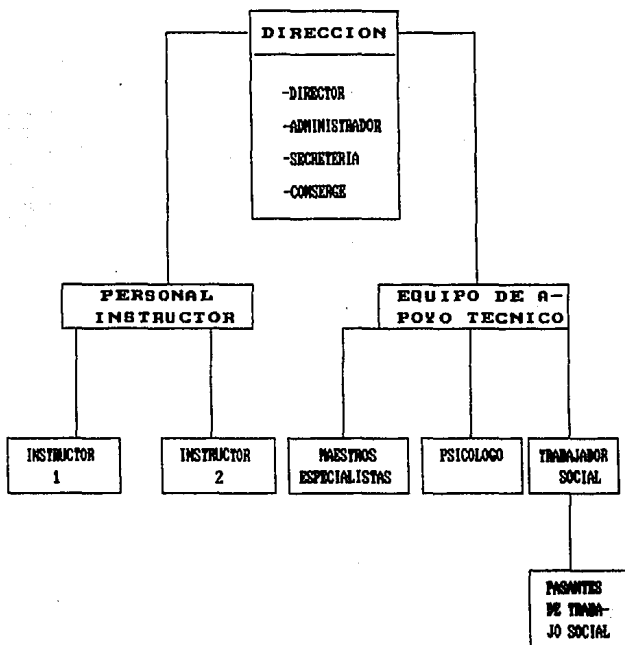 DIRECCION
-DIRECTOR
-ADMINISTRADOR
-SECRETERIA
-CONSERGE
PERSONAL
INSTRUCTOR
EQUIPO DE A-
POYO TECNICO
INSTRUCTOR
1
INSTRUCTOR
2
MAESTROS
ESPECIALISTAS
PSICOLOGO
TRABAJADOR
SOCIAL
PASANTES
DE TRABA-
JO SOCIAL